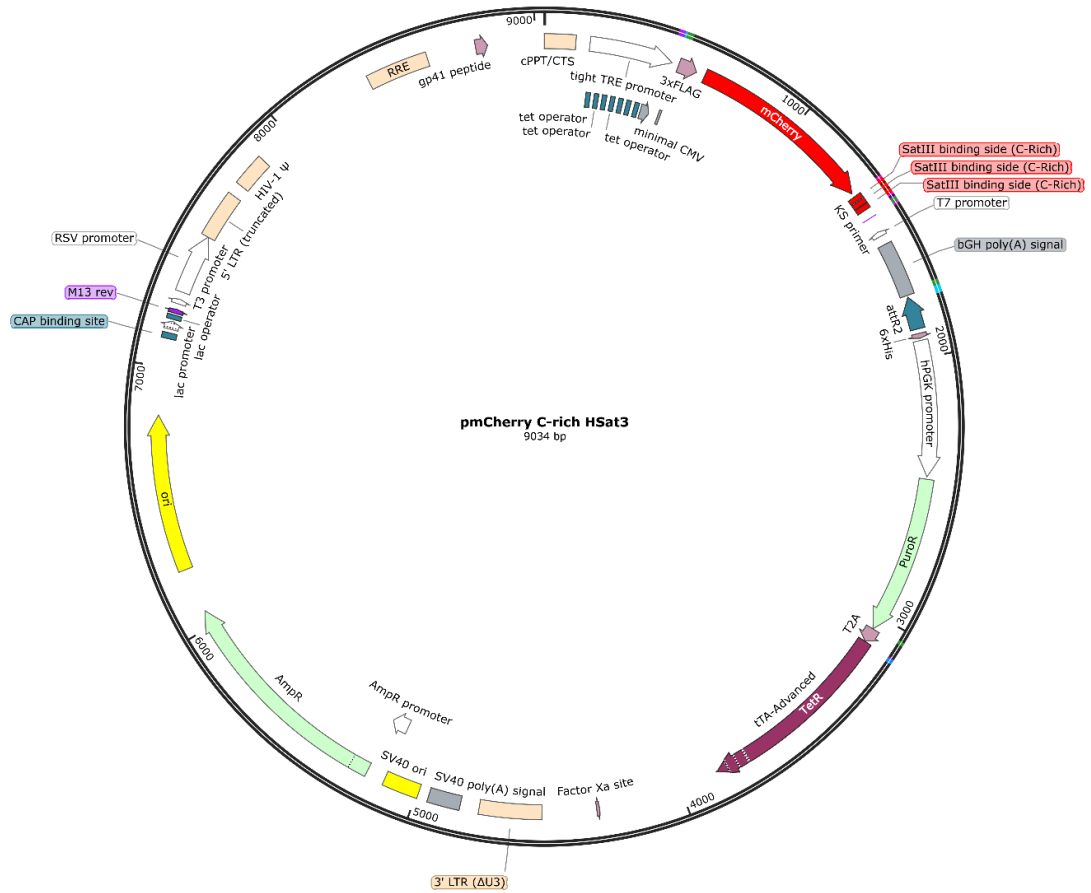 9000
cPPT/CTS
tight TRE promoter
3xFLAG
tet operator
tet operator
tet operator
minimal CMV
1000
mCherry
SatIII binding side (C-Rich)
SatIII binding side (C-Rich)
SatIII binding side (C-Rich)
KS primer
T7 promoter
bGH poly(A) signal
attR2
6xHis
2000
hPGK promoter
PuroR
3000
T2A
tTA-Advanced
TetR
4000
Factor Xa site
3' LTR (ΔU3)
SV40 poly(A) signal
5000
SV40 ori
AmpR promoter
AmpR
6000
ori
7000
CAP binding site
lac promoter
lac operator
M13 rev
T3 promoter
RSV promoter
5' LTR (truncated)
HIV-1 Ψ
8000
RRE
gp41 peptide
pmCherry C-rich HSat3
9034 bp